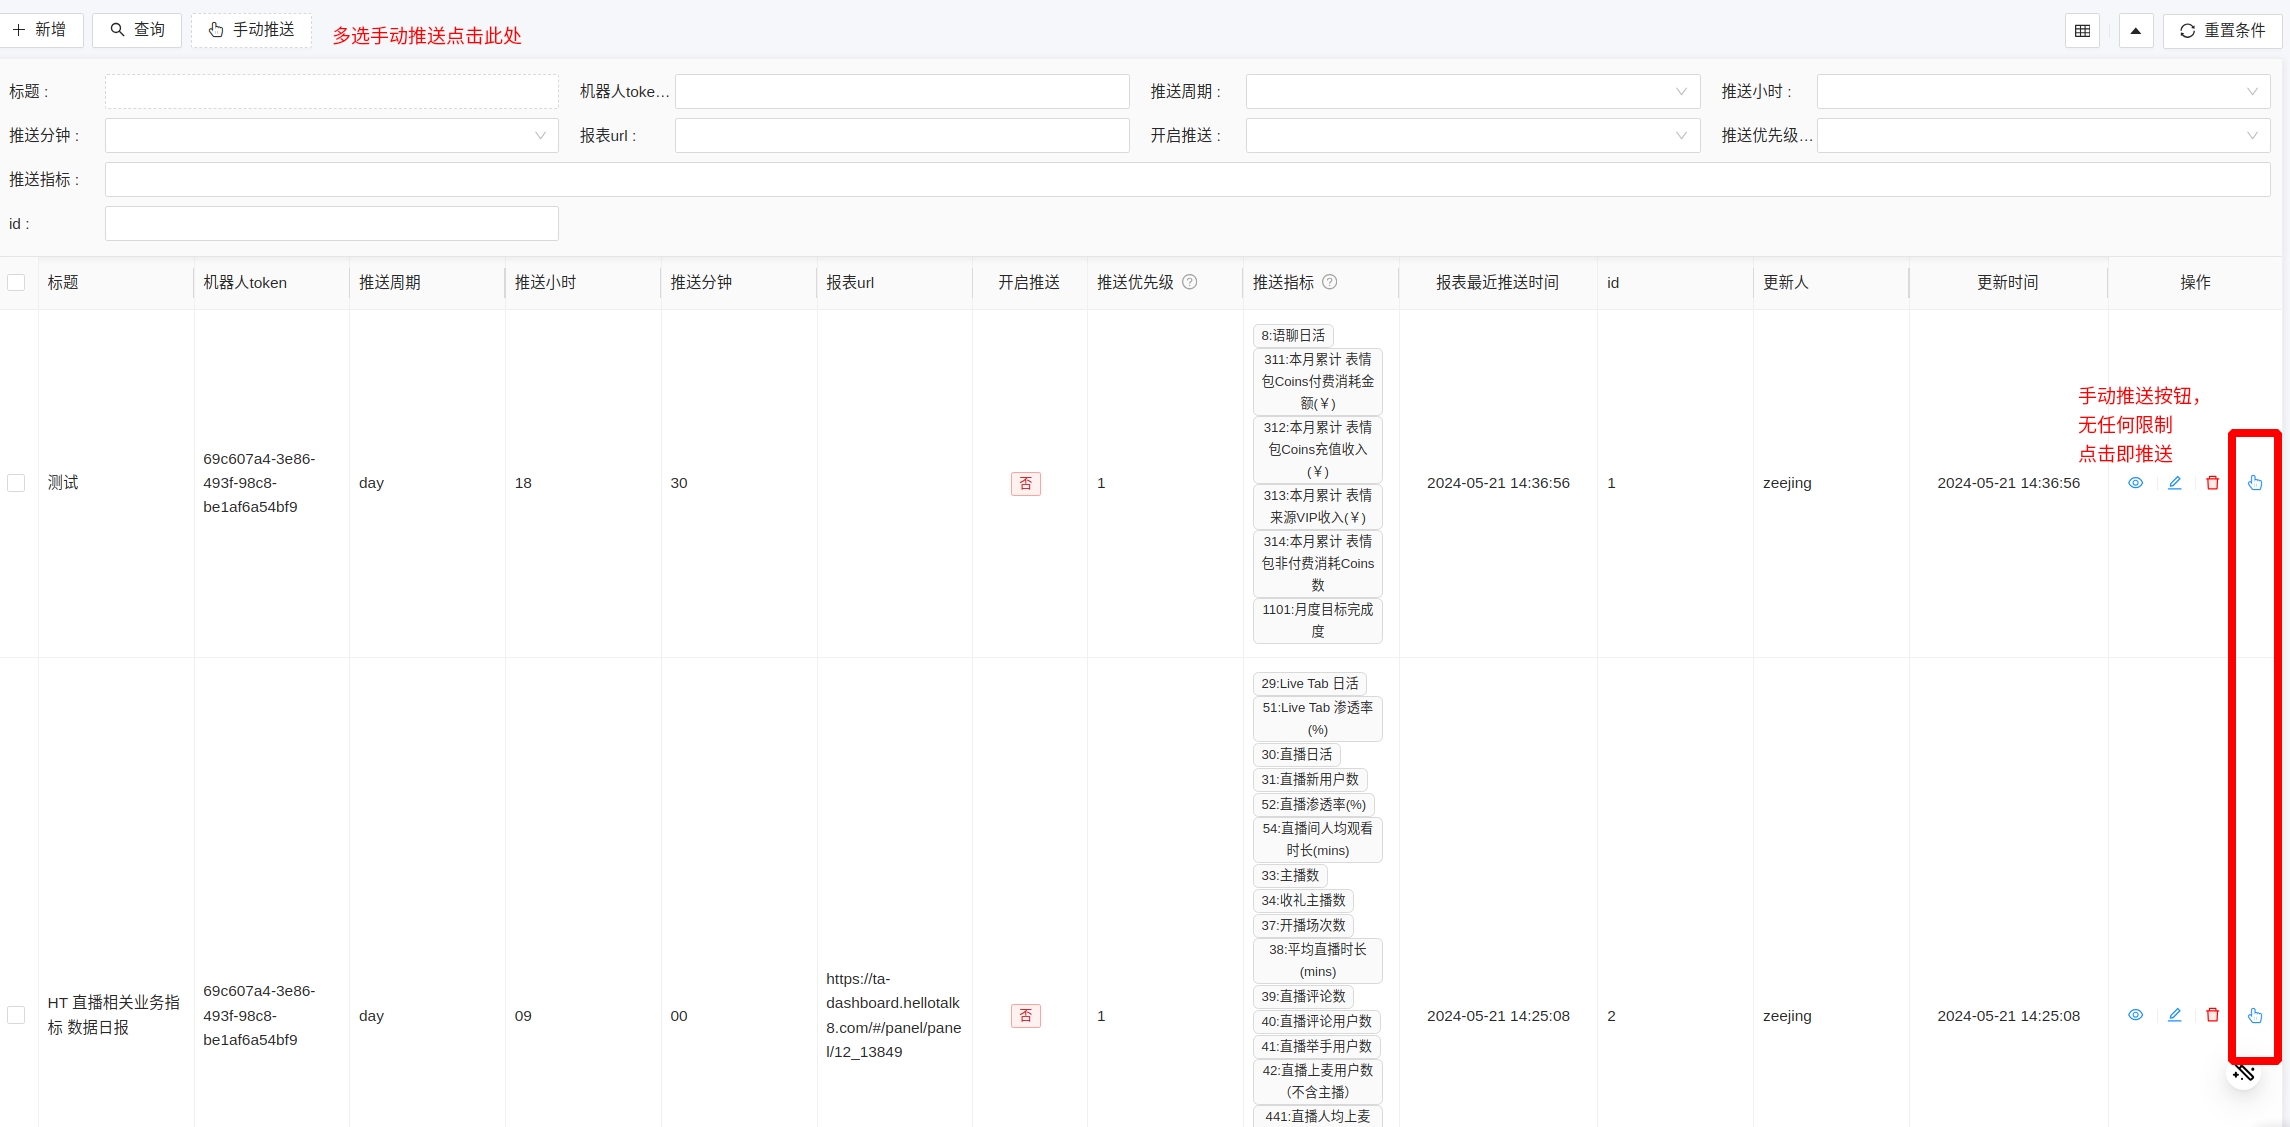 新增
查询
手动推送
多选手动推送点击此处
重置条件
标题 :
机器人toke…
推送周期 :
推送小时 :
推送分钟 :
报表url :
开启推送 :
推送优先级…
推送指标 :
id :
标题
机器人token
推送周期
推送小时
推送分钟
报表url
开启推送
推送优先级
推送指标
报表最近推送时间
id
更新人
更新时间
操作
测试
69c607a4-3e86-
493f-98c8-
be1af6a54bf9
day
18
30
否
1
8:语聊日活
311:本月累计 表情
包Coins付费消耗金
额(￥)
312:本月累计 表情
包Coins充值收入
(￥)
313:本月累计 表情
来源VIP收入(￥)
314:本月累计 表情
包非付费消耗Coins
数
1101:月度目标完成
度
2024-05-21 14:36:56
1
zeejing
2024-05-21 14:36:56
手动推送按钮，
无任何限制
点击即推送
HT 直播相关业务指
标 数据日报
69c607a4-3e86-
493f-98c8-
be1af6a54bf9
day
09
00
https://ta-
dashboard.hellotalk
8.com/#/panel/pane
l/12_13849
否
1
29:Live Tab 日活
51:Live Tab 渗透率
(%)
30:直播日活
31:直播新用户数
52:直播渗透率(%)
54:直播间人均观看
时长(mins)
33:主播数
34:收礼主播数
37:开播场次数
38:平均直播时长
(mins)
39:直播评论数
40:直播评论用户数
41:直播举手用户数
42:直播上麦用户数
（不含主播）
441:直播人均上麦
2024-05-21 14:25:08
2
zeejing
2024-05-21 14:25:08